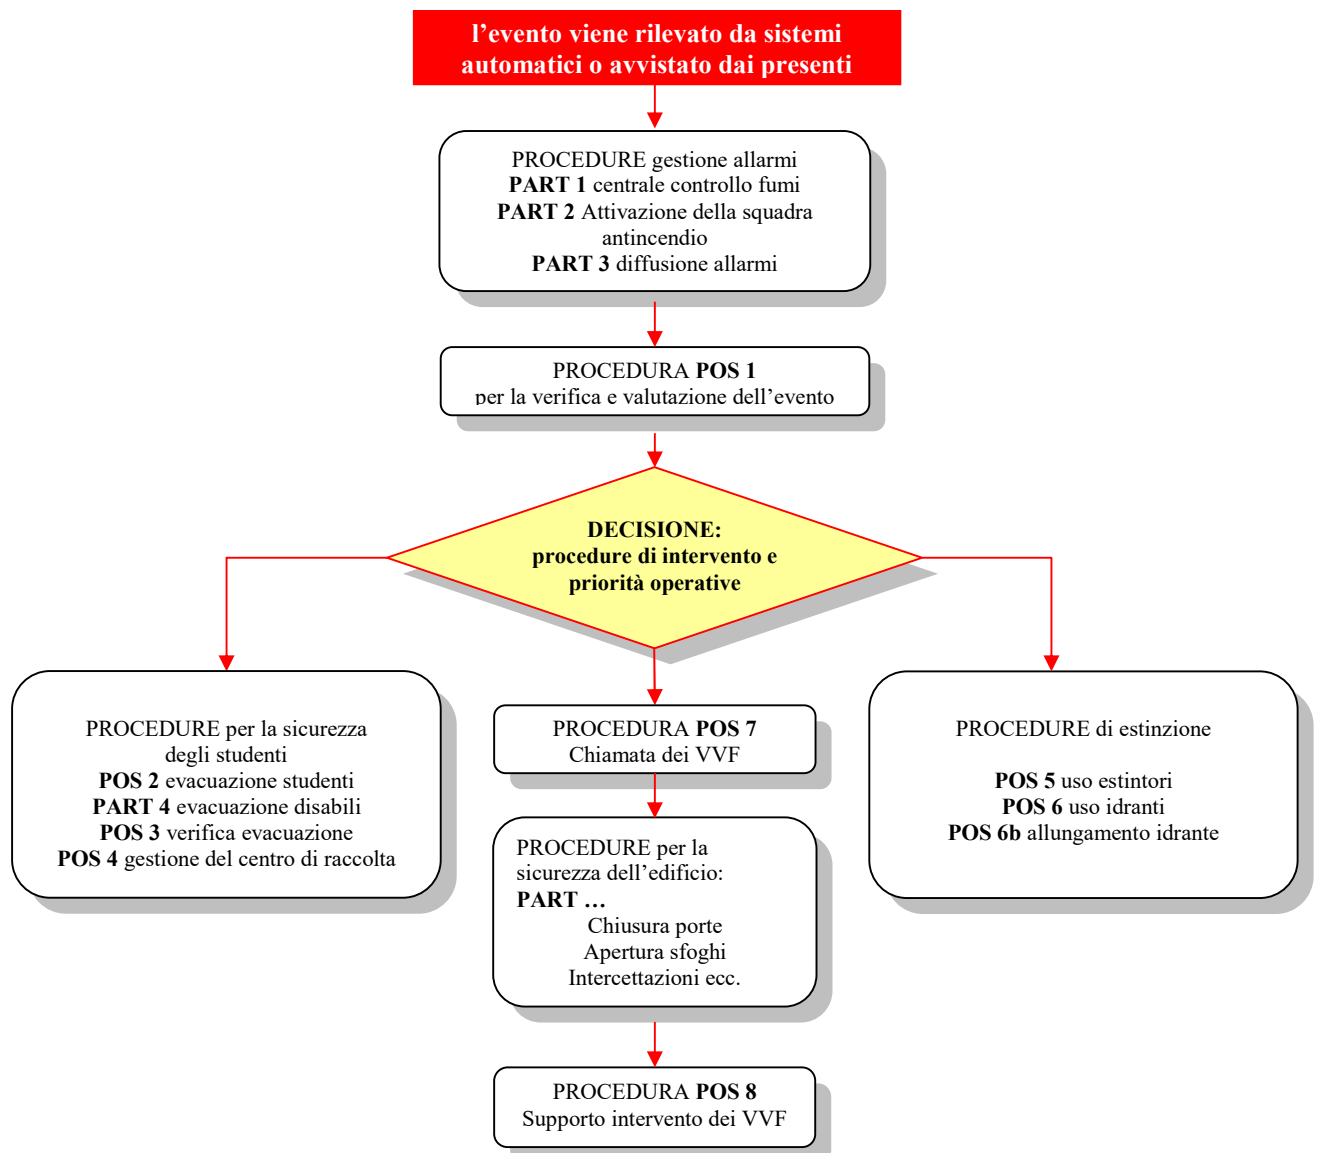 l’evento viene rilevato da sistemi
automatici o avvistato dai presenti
PROCEDURE gestione allarmi
PART 1 centrale controllo fumi
PART 2 Attivazione della squadra
antincendio
PART 3 diffusione allarmi
PROCEDURA POS 1
per la verifica e valutazione dell’evento
DECISIONE:
procedure di intervento e
priorità operative
PROCEDURE per la sicurezza
degli studenti
POS 2 evacuazione studenti
PART 4 evacuazione disabili
POS 3 verifica evacuazione
POS 4 gestione del centro di raccolta
PROCEDURA POS 7
Chiamata dei VVF
PROCEDURE per la
sicurezza dell’edificio:
PART …
Chiusura porte
Apertura sfoghi
Intercettazioni ecc.
PROCEDURA POS 8
Supporto intervento dei VVF
PROCEDURE di estinzione
POS 5 uso estintori
POS 6 uso idranti
POS 6b allungamento idrante